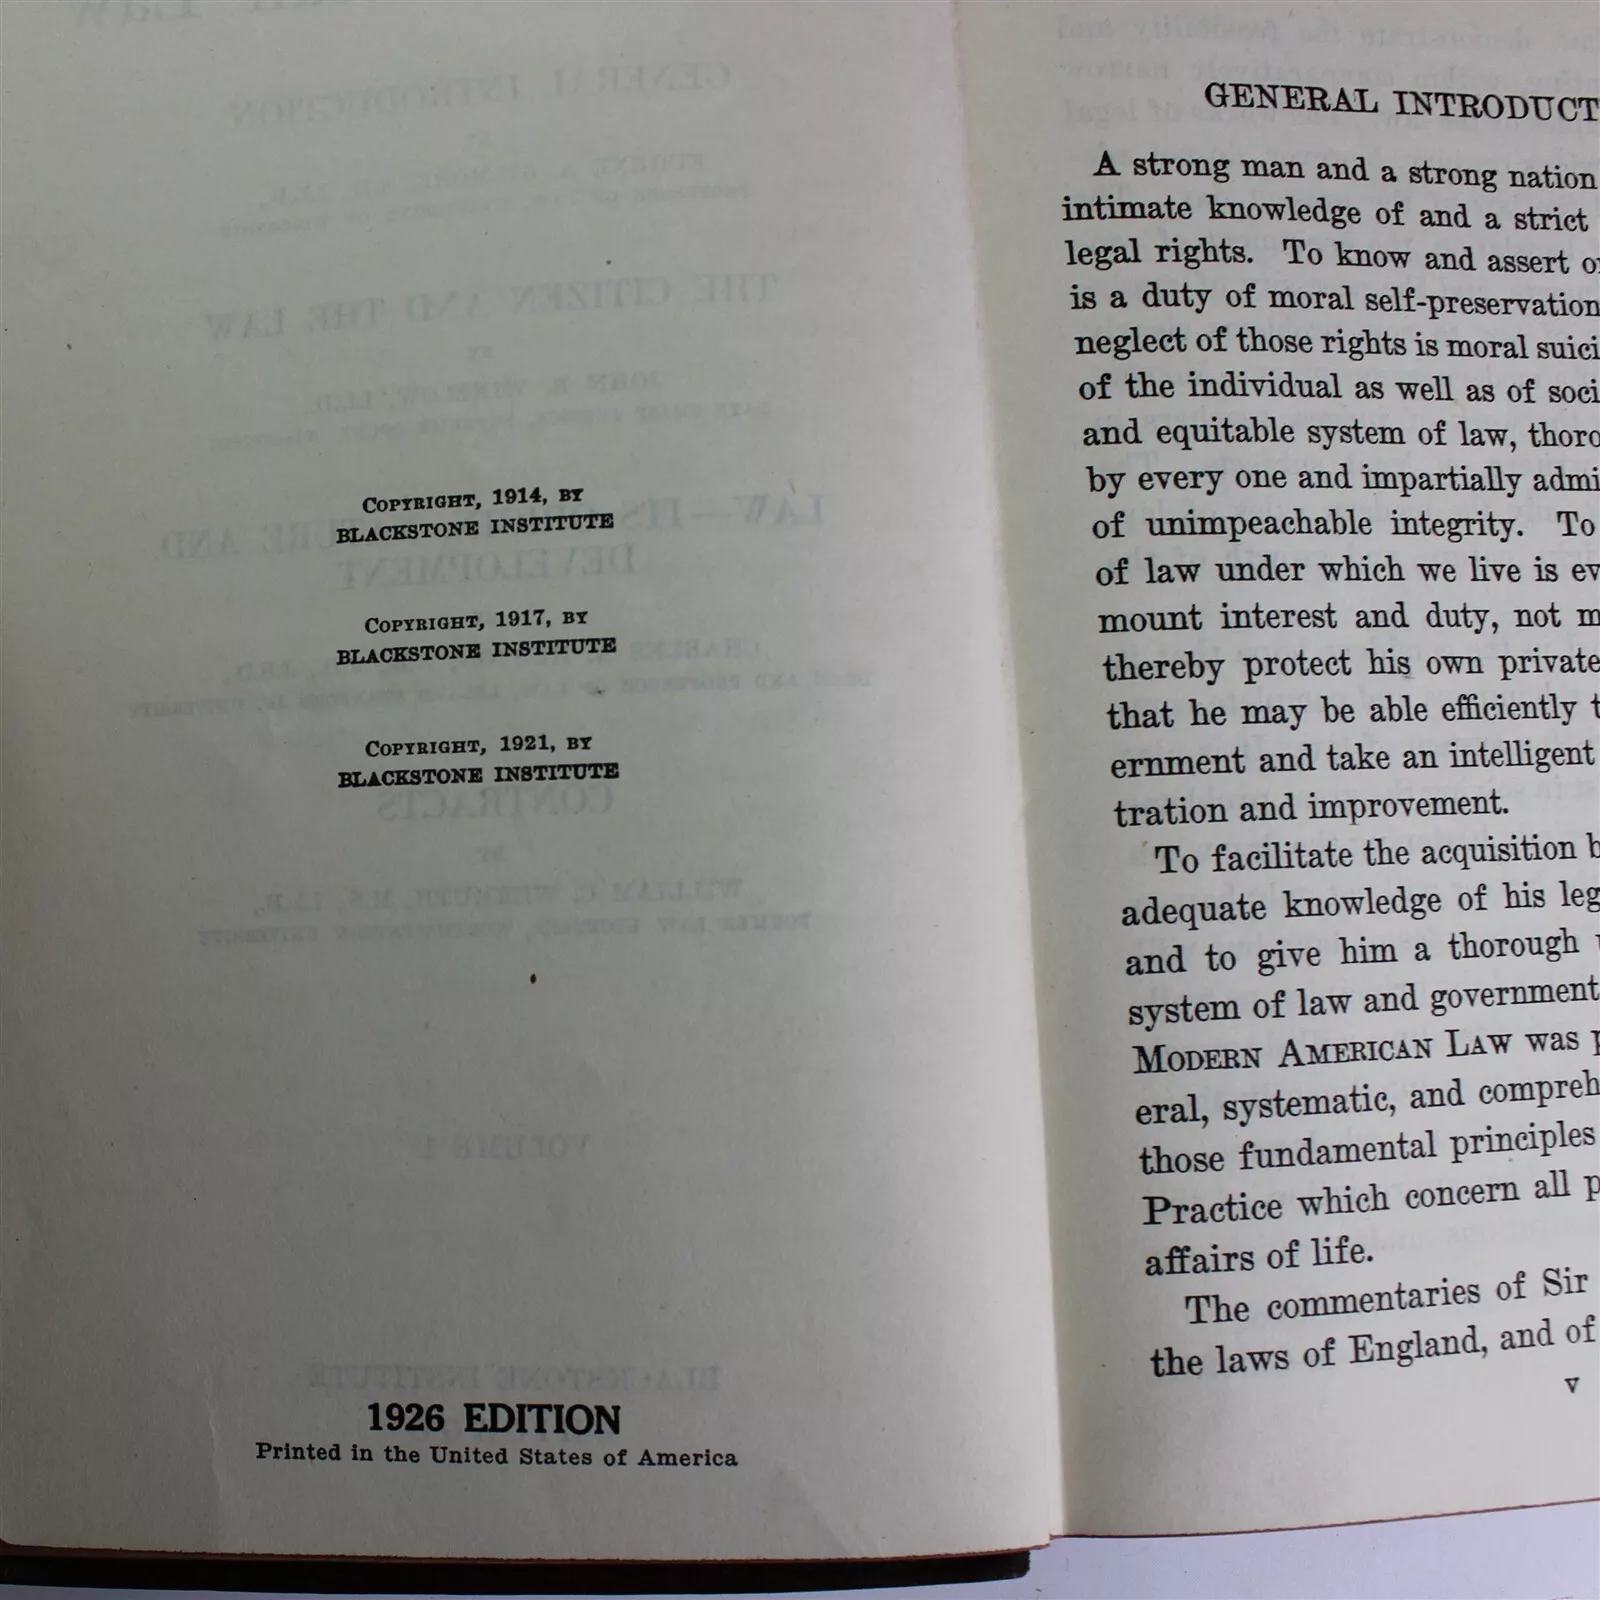 COPYRIGHT, 1914, BY
BLACKSTONE INSTITUTE
COPYRIGHT, 1917, BY
BLACKSTONE INSTITUTE
COPYRIGHT, 1921, BY
BLACKSTONE INSTITUTE
1926 EDITION
Printed in the United States of America
GENERAL INTRODUCT
A strong man and a strong nation
intimate knowledge of and a strict
legal rights. To know and assert o
is a duty of moral self-preservation
neglect of those rights is moral suici
of the individual as well as of soci
and equitable system of law, thoro
by every one and impartially admi
of unimpeachable integrity. To
of law under which we live is ev
mount interest and duty, not m
thereby protect his own private
that he may be able efficiently t
ernment and take an intelligent
tration and improvement.
To facilitate the acquisition b
adequate knowledge of his leg
and to give him a thorough
system of law and government
MODERN AMERICAN LAW was p
eral, systematic, and compreh
those fundamental principles
Practice which concern all p
affairs of life.
The commentaries of Sir
the laws of England, and of
v